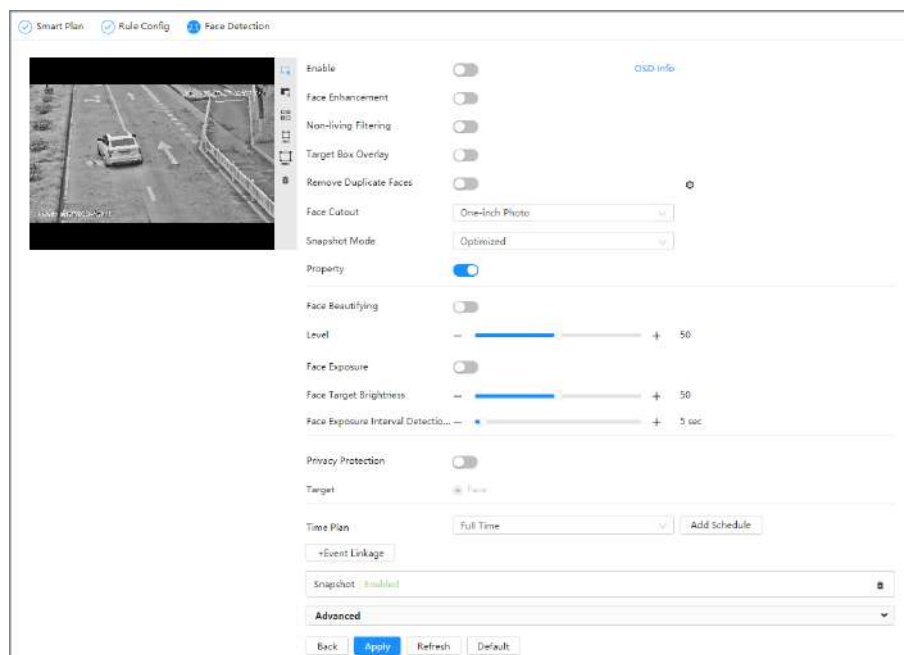 Smart Plan Rule Config 2.1 Face Detection
Enable OSD Info
Face Enhancement
Non-living Filtering
Target Box Overlay
Remove Duplicate Faces
Face Cutout One-inch Photo
Snapshot Mode Optimized
Property
Face Beautifying
Level − + 50
Face Exposure
Face Target Brightness − + 50
Face Exposure Interval Detectio... − + 5 sec
Privacy Protection
Target Face
Time Plan Full Time Add Schedule
+Event Linkage
Snapshot Enabled
Advanced
Back Apply Refresh Default